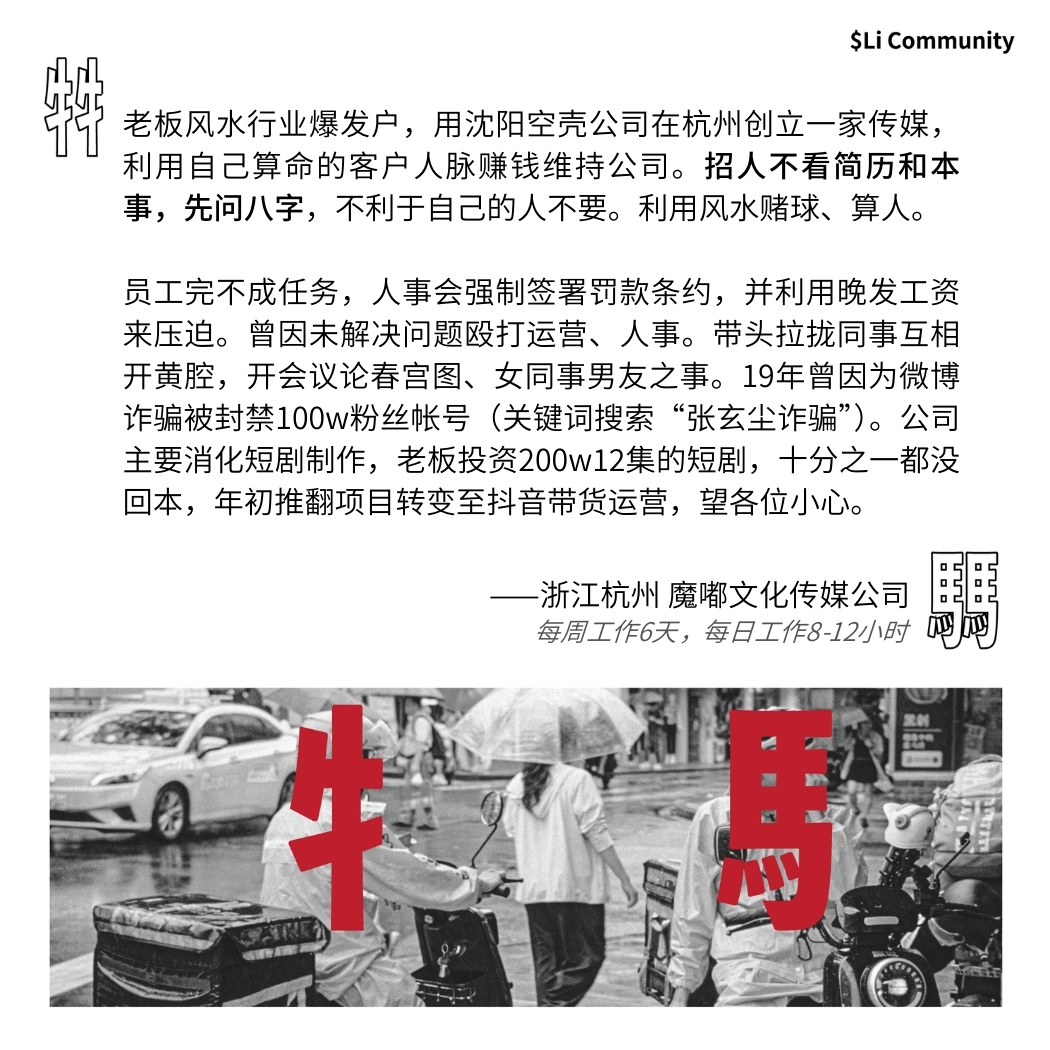 $Li Community
牜牜
老板风水行业爆发户，用沈阳空壳公司在杭州创立一家传媒，
利用自己算命的客户人脉赚钱维持公司。招人不看简历和本
事，先问八字，不利于自己的人不要。利用风水赌球、算人。
员工完不成任务，人事会强制签署罚款条约，并利用晚发工资
来压迫。曾因未解决问题殴打运营、人事。带头拉拢同事互相
开黄腔，开会议论春宫图、女同事男友之事。19年曾因为微博
诈骗被封禁100w粉丝帐号（关键词搜索“张玄尘诈骗”）。公司
主要消化短剧制作，老板投资200w12集的短剧，十分之一都没
回本，年初推翻项目转变至抖音带货运营，望各位小心。
——浙江杭州 魔嘟文化传媒公司
每周工作6天，每日工作8-12小时
馬馬
牜 馬